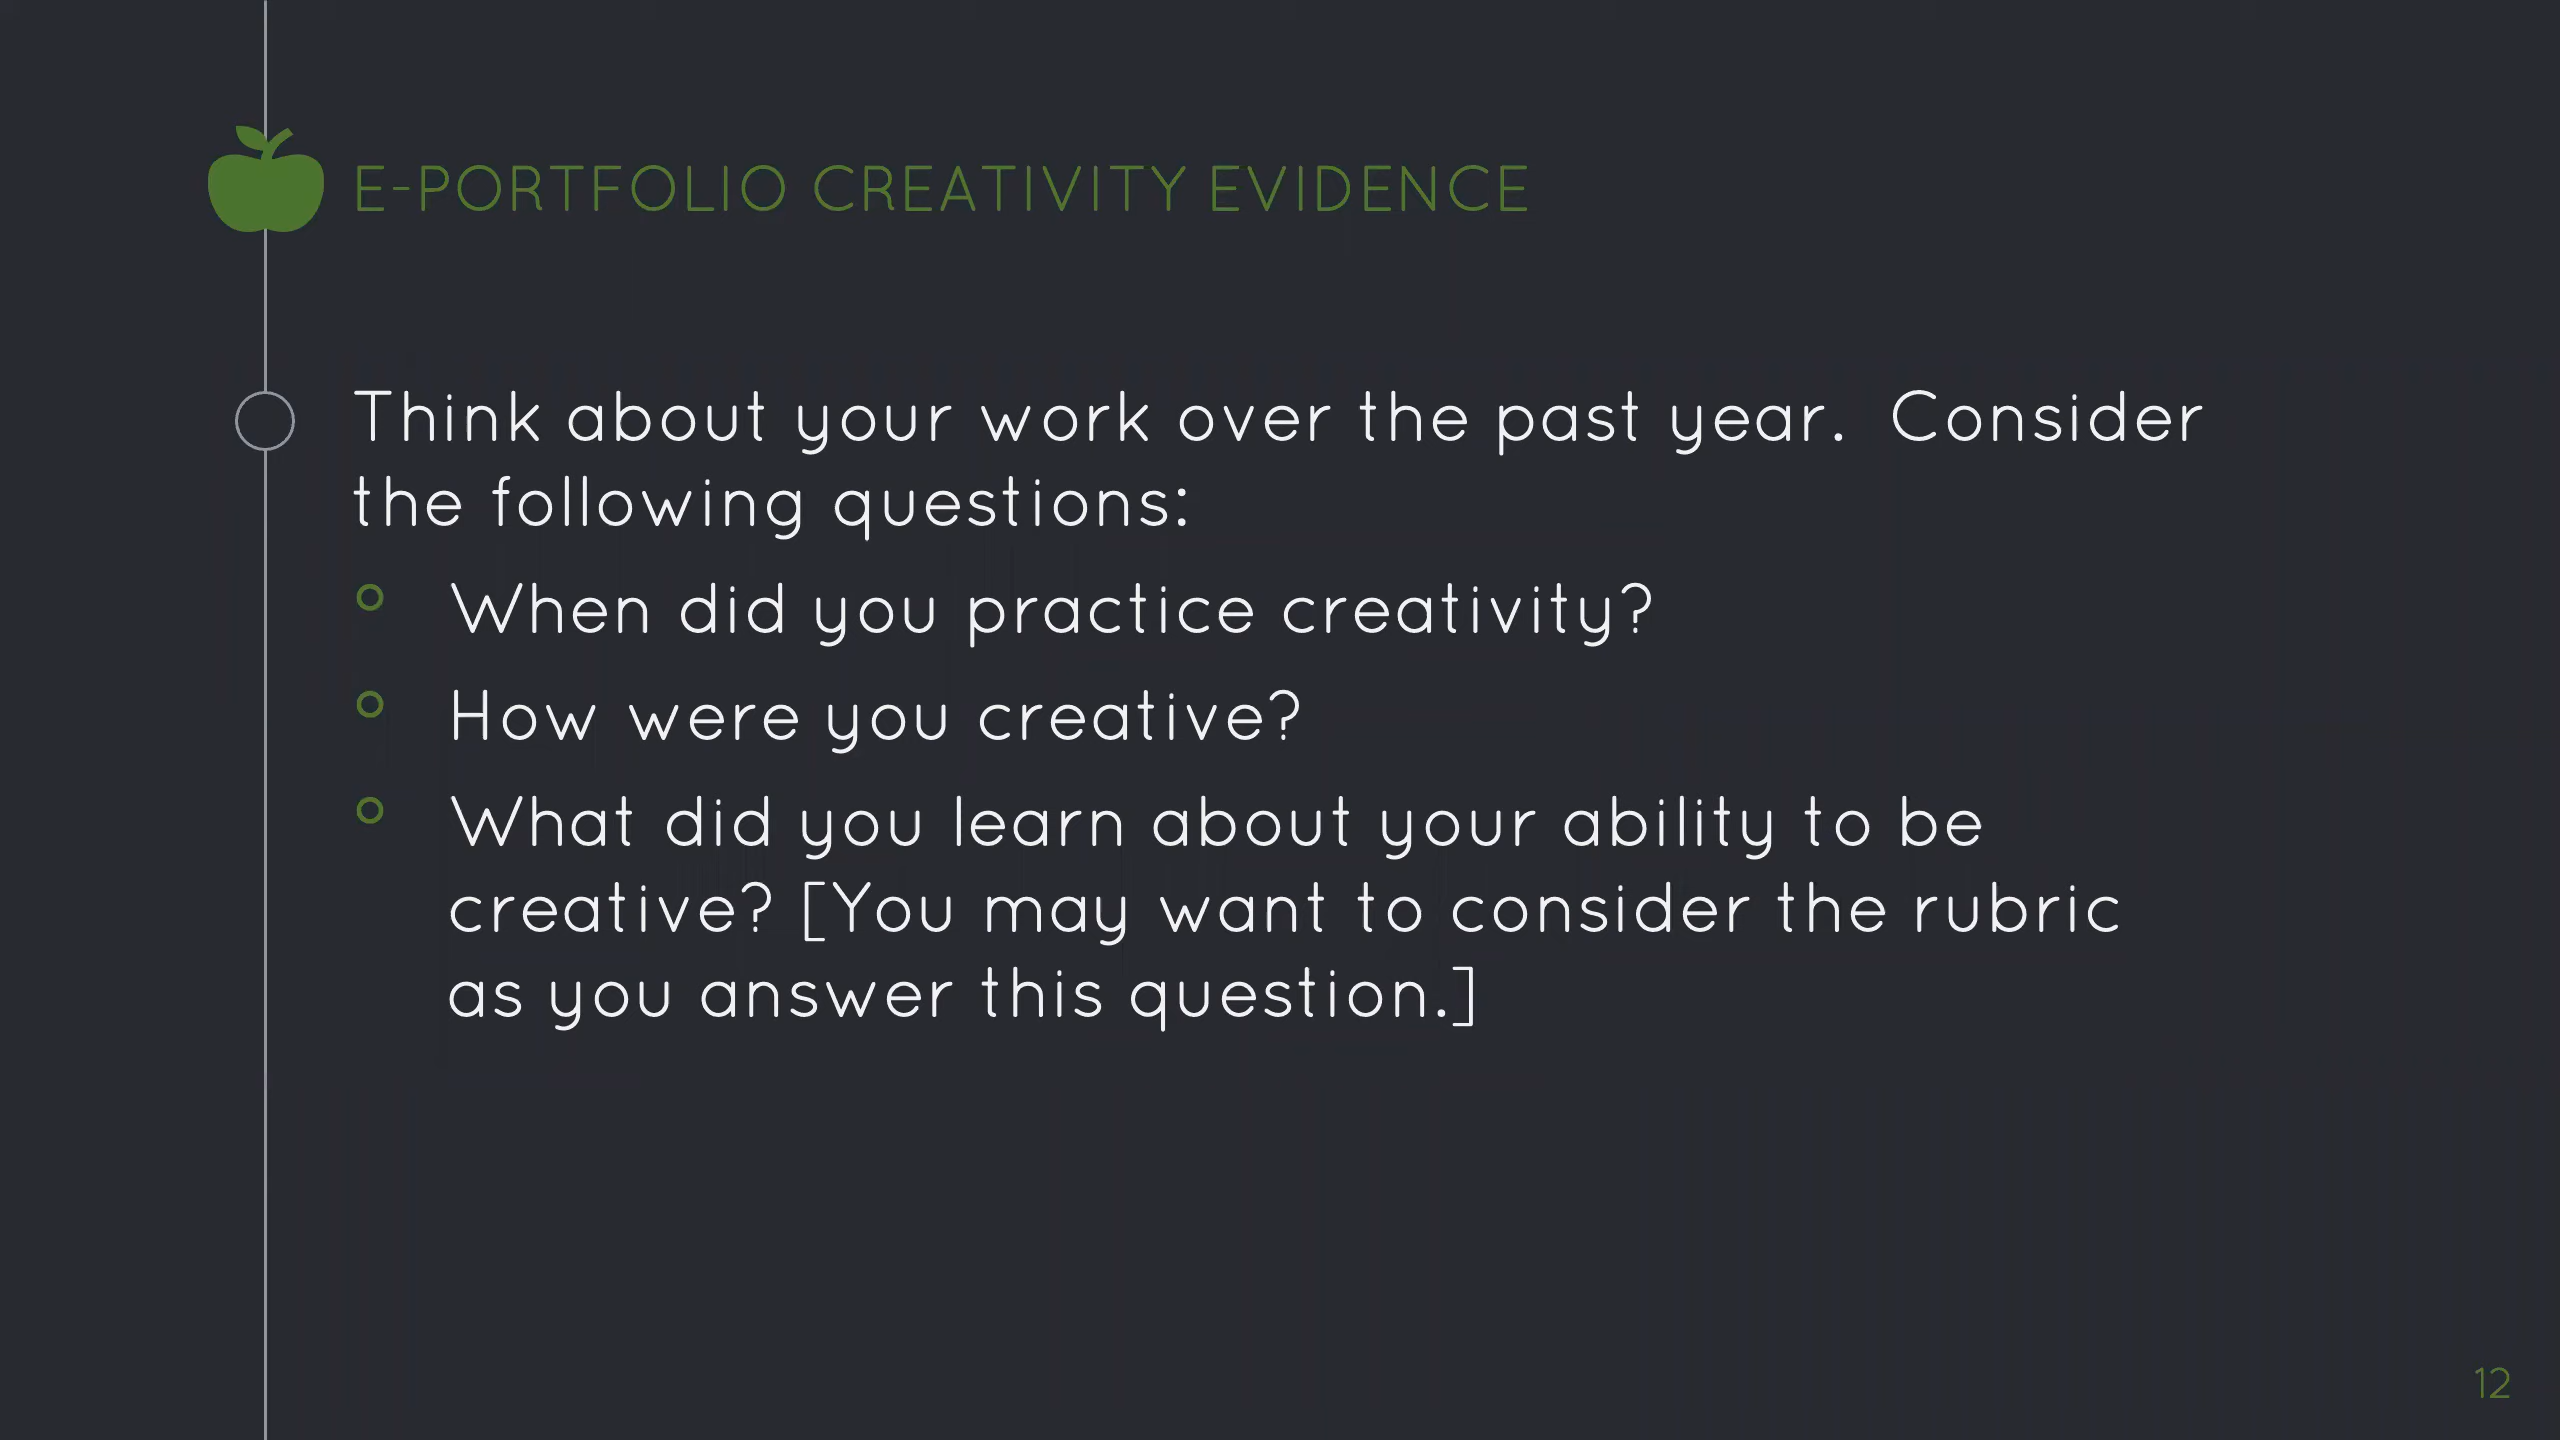 E-PORTFOLIO CREATIVITY EVIDENCE
Think about your work over the past year.  Consider
the following questions:
When did you practice creativity?
How were you creative?
What did you learn about your ability to be
creative? [You may want to consider the rubric
as you answer this question.]
12